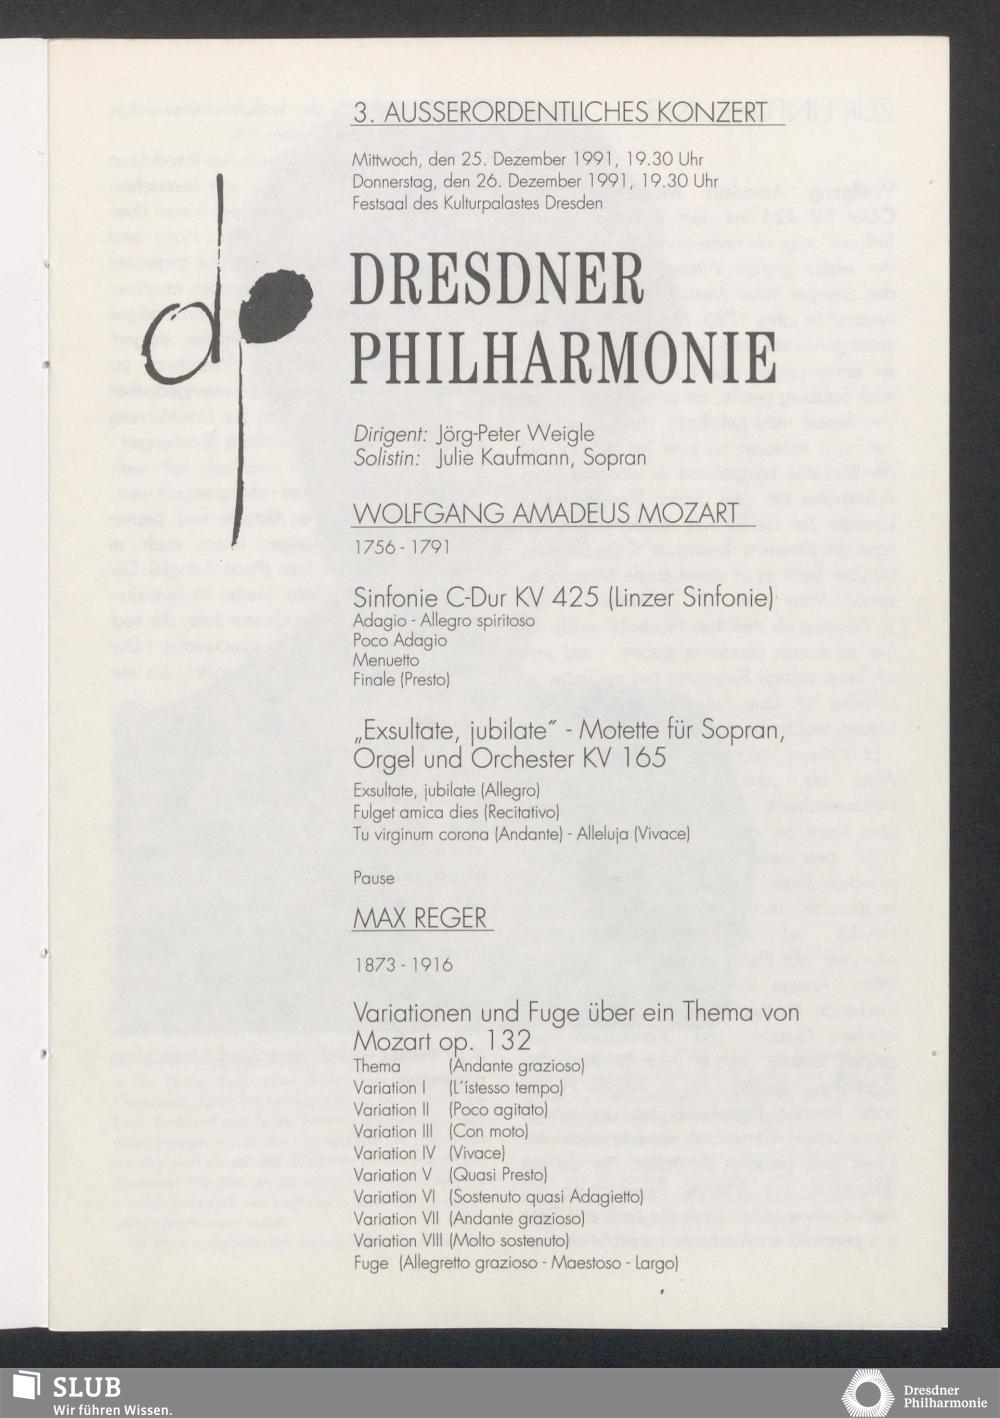 3. AUSSERORDENTLICHES KONZERT
Mittwoch, den 25. Dezember 1991, 19.30 Uhr
Donnerstag, den 26. Dezember 1991, 19.30 Uhr
Festsaal des Kulturpalastes Dresden
DRESDNER
PHILHARMONIE
Dirigent: Jörg-Peter Weigle
Solistin: Julie Kaufmann, Sopran
WOLFGANG AMADEUS MOZART
1756 - 1791
Sinfonie C-Dur KV 425 (Linzer Sinfonie)
Adagio - Allegro spiritoso
Poco Adagio
Menuetto
Finale (Presto)
„Exsultate, jubilate″ - Motette für Sopran,
Orgel und Orchester KV 165
Exsultate, jubilate (Allegro)
Fulget amica dies (Recitativo)
Tu virginum corona (Andante) - Alleluja (Vivace)
Pause
MAX REGER
1873 - 1916
Variationen und Fuge über ein Thema von
Mozart op. 132
Thema (Andante grazioso)
Variation I (L´istesso tempo)
Variation II (Poco agitato)
Variation III (Con moto)
Variation IV (Vivace)
Variation V (Quasi Presto)
Variation VI (Sostenuto quasi Adagietto)
Variation VII (Andante grazioso)
Variation VIII (Molto sostenuto)
Fuge (Allegretto grazioso - Maestoso - Largo)
SLUB
Wir führen Wissen.
Dresdner
Philharmonie